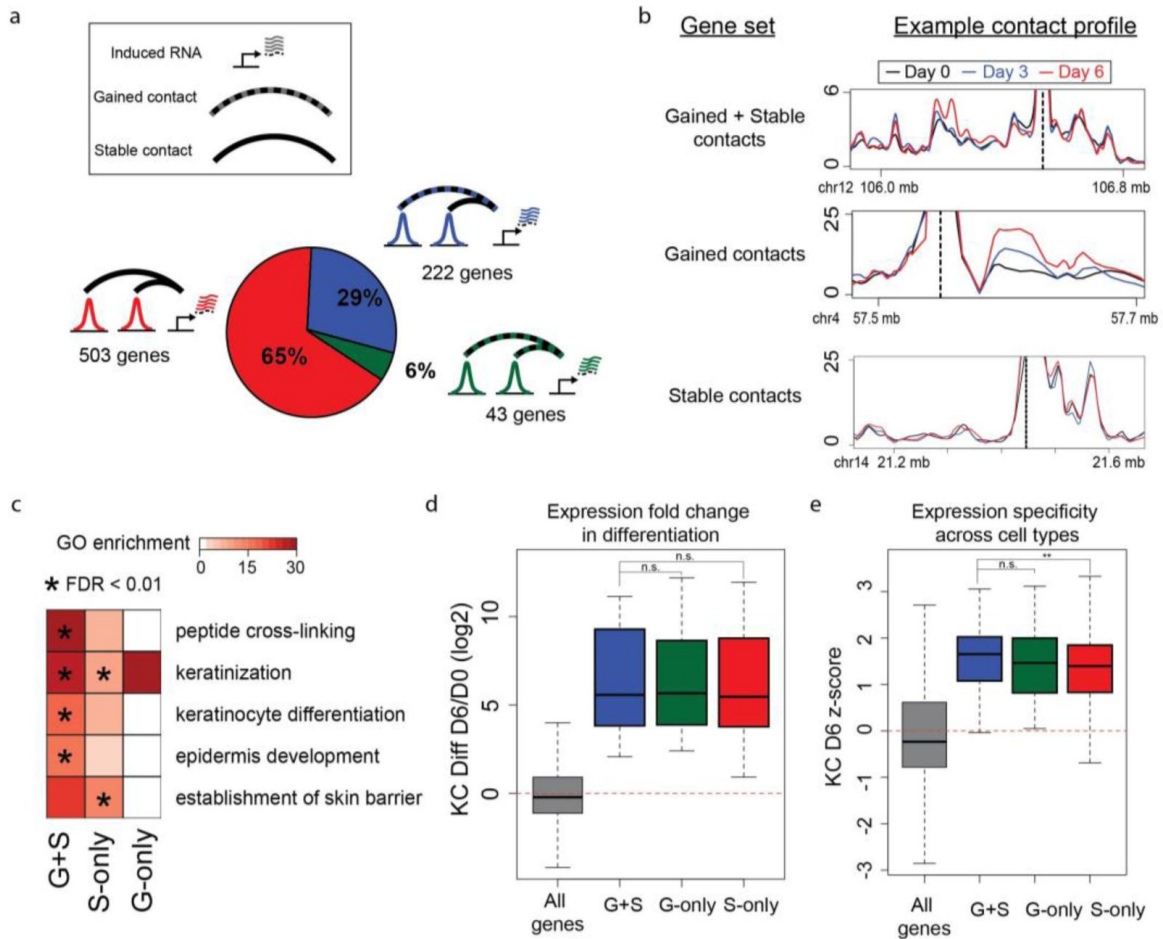 a
Induced RNA
Gained contact
Stable contact
222 genes
29%
503 genes
65%
6%
43 genes
b
Gene set
Example contact profile
Day 0 Day 3 Day 6
Gained + Stable
contacts
6
0
chr12 106.0 mb 106.8 mb
Gained contacts
25
0
chr4 57.5 mb 57.7 mb
Stable contacts
25
0
chr14 21.2 mb 21.6 mb
c
GO enrichment
0 15 30
* FDR < 0.01
* peptide cross-linking
* * keratinization
* keratinocyte differentiation
* epidermis development
* establishment of skin barrier
G+S S-only G-only
d
Expression fold change
in differentiation
n.s.
n.s.
KC Diff D6/D0 (log2)
10
5
0
All
genes
G+S G-only S-only
e
Expression specificity
across cell types
**
n.s.
KC D6 z-score
3
2
1
0
-1
-2
-3
All
genes
G+S G-only S-only